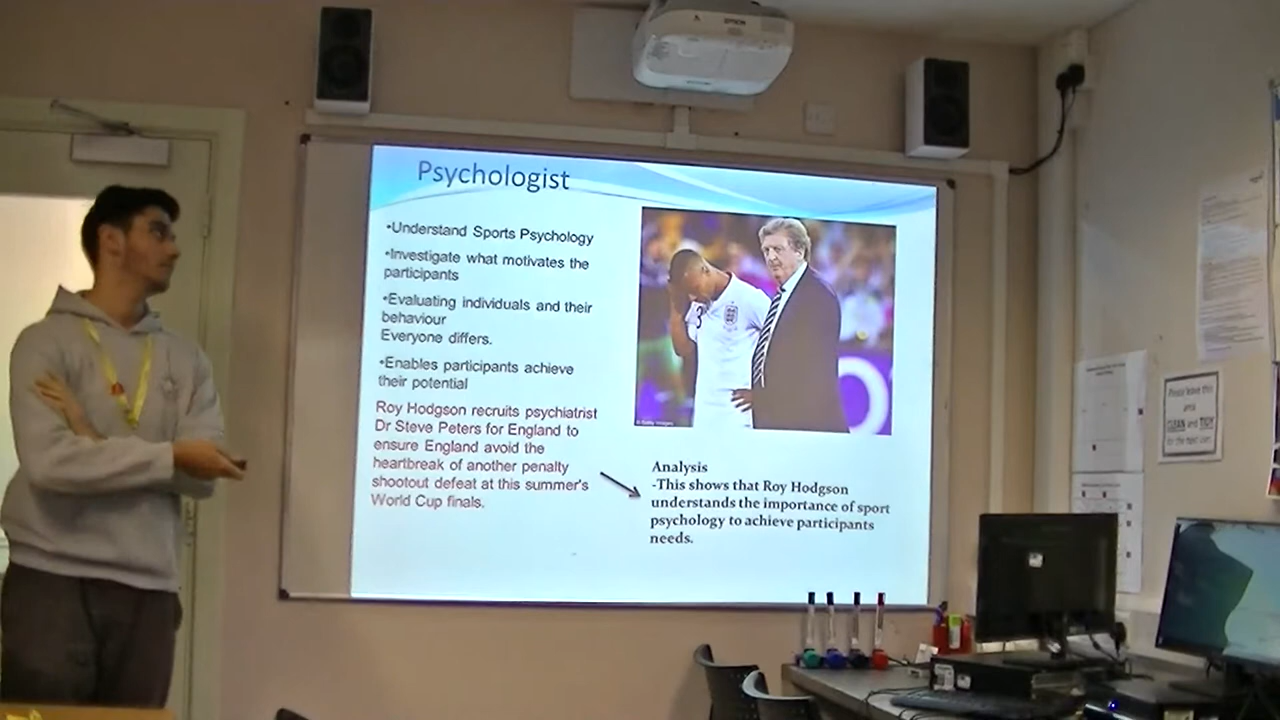 EPSON
Psychologist
•Understand Sports Psychology
•Investigate what motivates the
participants
•Evaluating individuals and their
behaviour
Everyone differs.
•Enables participants achieve
their potential
Roy Hodgson recruits psychiatrist
Dr Steve Peters for England to
ensure England avoid the
heartbreak of another penalty
shootout defeat at this summer's
World Cup finals.
3
Analysis
-This shows that Roy Hodgson
understands the importance of sport
psychology to achieve participants
needs.
Please leave this
area
CLEAN and TIDY
for the next user